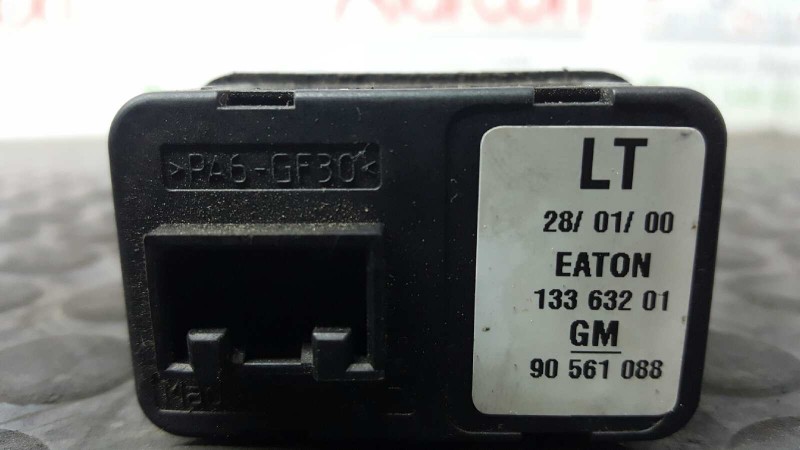 >PA6-GF30<
LT
28/ 01/ 00
EATON
133 632 01
GM
90 561 088